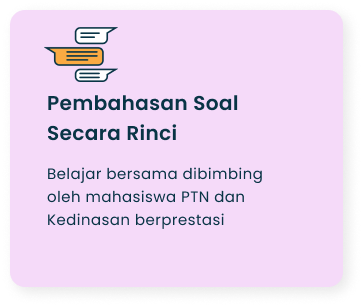 Pembahasan Soal
Secara Rinci
Belajar bersama dibimbing
oleh mahasiswa PTN dan
Kedinasan berprestasi